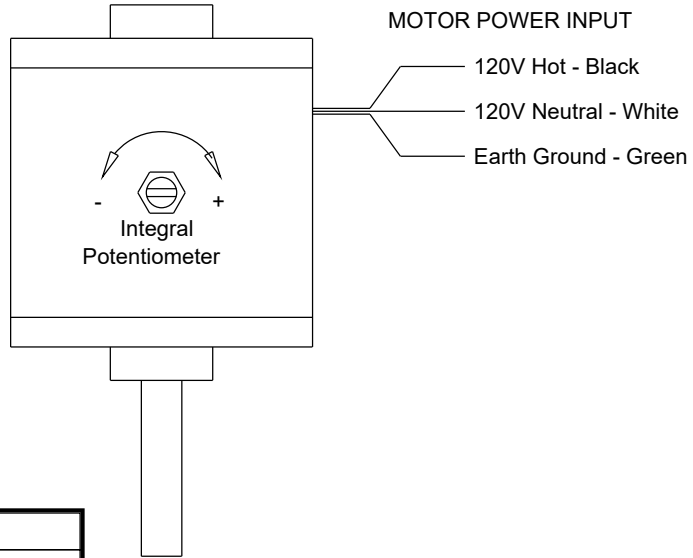 MOTOR POWER INPUT
120V Hot - Black
120V Neutral - White
Earth Ground - Green
- +
Integral
Potentiometer